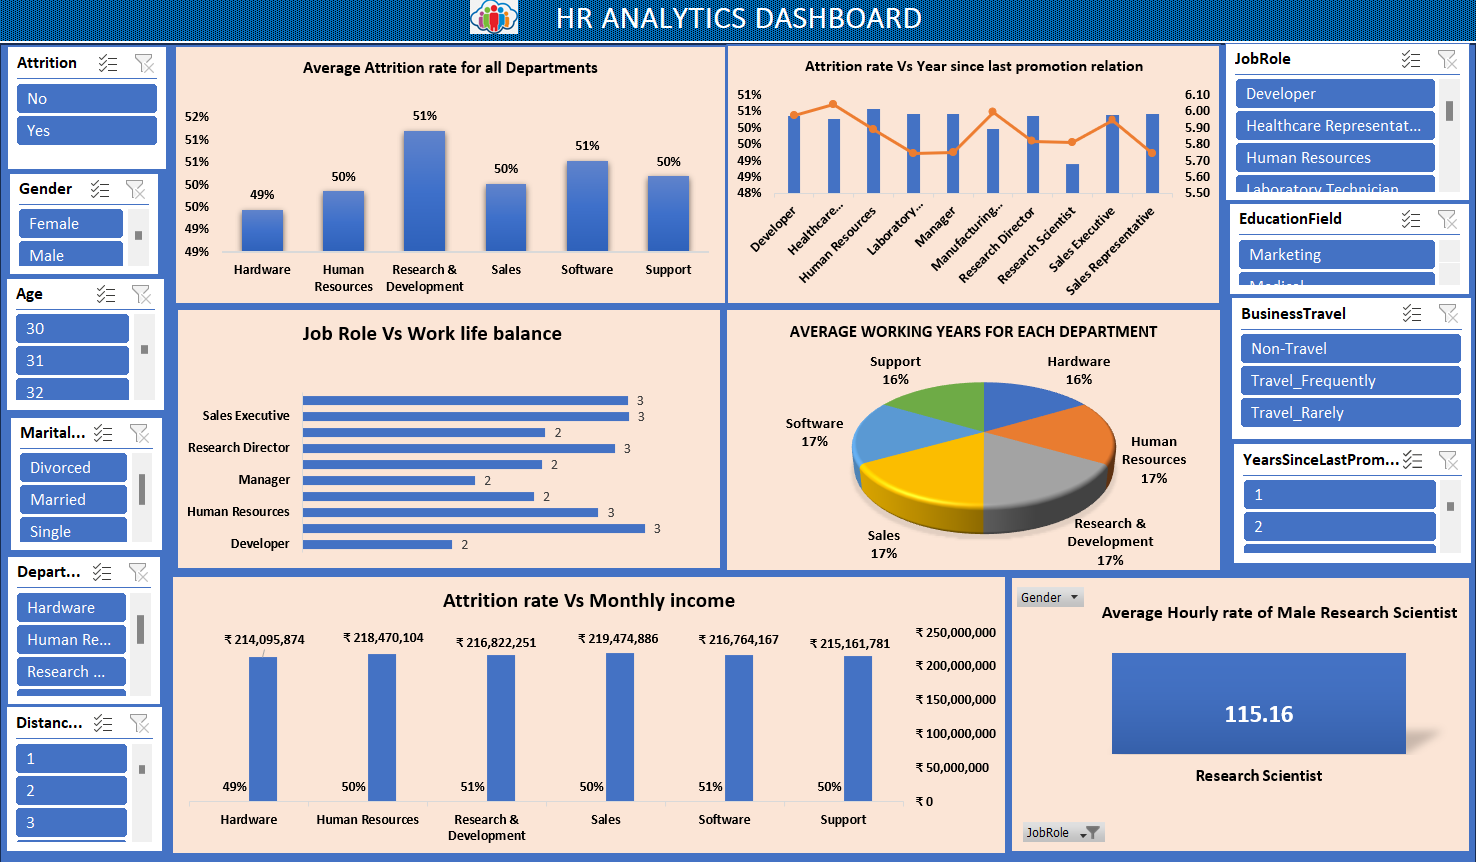 HR ANALYTICS DASHBOARD
Attrition
No
Yes
Gender
Female
Male
Age
30
31
32
Marital...
Divorced
Married
Single
Depart...
Hardware
Human Re...
Research ...
Distanc...
1
2
3
Average Attrition rate for all Departments
52%
51%
51%
50%
50%
49%
49%
49%
50%
51%
50%
51%
50%
Hardware
Human
Resources
Research &
Development
Sales
Software
Support
Attrition rate Vs Year since last promotion relation
51%
51%
50%
50%
49%
49%
48%
6.10
6.00
5.90
5.80
5.70
5.60
5.50
Developer
Healthcare...
Human Resources
Laboratory...
Manager
Manufacturing...
Research Director
Research Scientist
Sales Executive
Sales Representative
Job Role Vs Work life balance
3
Sales Executive 3
2
Research Director 3
2
Manager 2
2
Human Resources 3
3
Developer 2
AVERAGE WORKING YEARS FOR EACH DEPARTMENT
Support
16%
Hardware
16%
Software
17%
Human
Resources
17%
Sales
17%
Research &
Development
17%
Attrition rate Vs Monthly income
₹ 214,095,874
₹ 218,470,104
₹ 216,822,251
₹ 219,474,886
₹ 216,764,167
₹ 215,161,781
₹ 250,000,000
₹ 200,000,000
₹ 150,000,000
₹ 100,000,000
₹ 50,000,000
₹ 0
49%
50%
51%
50%
51%
50%
Hardware
Human Resources
Research &
Development
Sales
Software
Support
Gender
Average Hourly rate of Male Research Scientist
115.16
Research Scientist
JobRole
JobRole
Developer
Healthcare Representat...
Human Resources
Laboratory Technician
EducationField
Marketing
Medical
BusinessTravel
Non-Travel
Travel_Frequently
Travel_Rarely
YearsSinceLastProm...
1
2